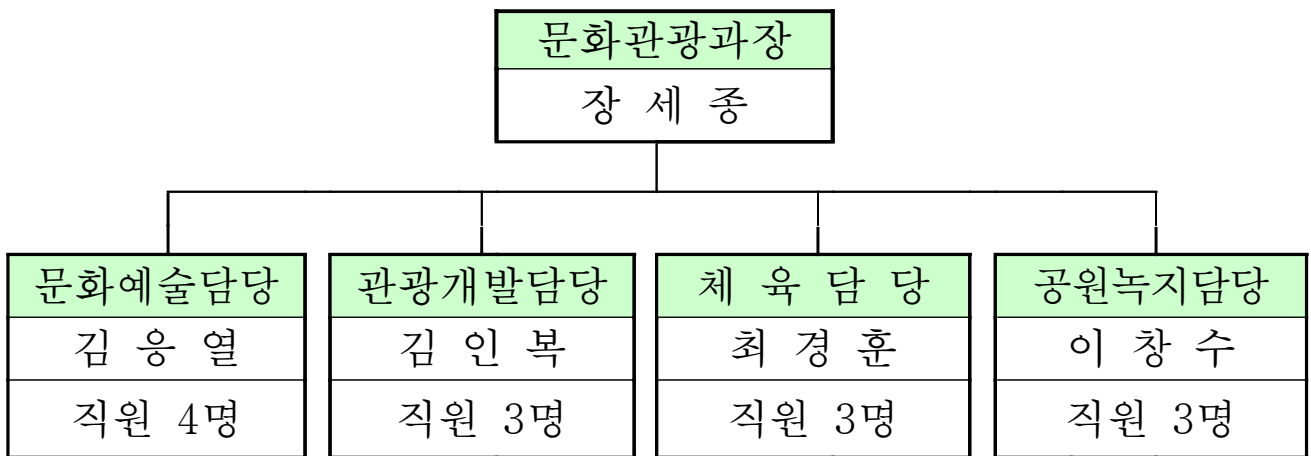 문화관광과장
장 세 종
문화예술담당 관광개발담당 체 육 담 당 공원녹지담당
김 응 열 김 인 복 최 경 훈 이 창 수
직원 4명 직원 3명 직원 3명 직원 3명